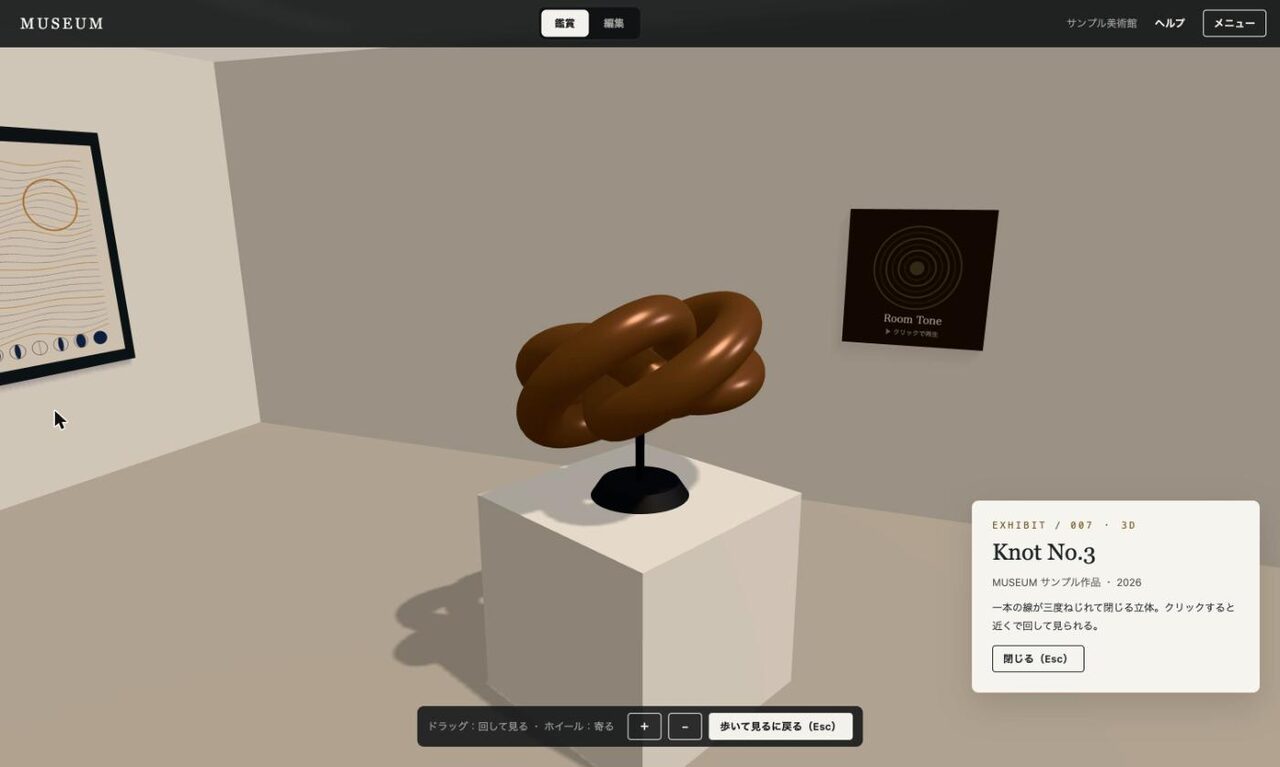 MUSEUM
鑑賞 編集
サンプル美術館 ヘルプ メニュー
Room Tone
▶ クリックで再生
EXHIBIT / 007 · 3D
Knot No.3
MUSEUM サンプル作品 · 2026
一本の線が三度ねじれて閉じる立体。クリックすると
近くで回して見られる。
閉じる（Esc）
ドラッグ：回して見る · ホイール：寄る + − 歩いて見るに戻る（Esc）